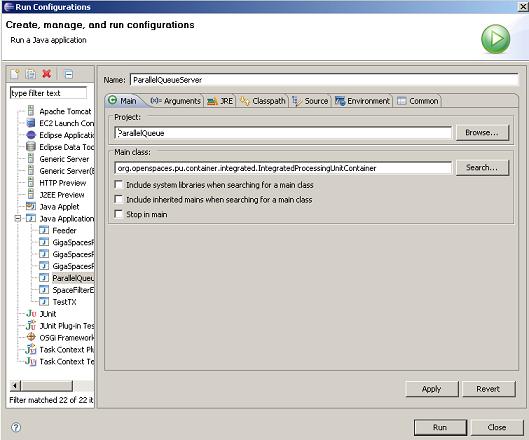 Run Configurations
Create, manage, and run configurations
Run a Java application
type filter text
Apache Tomcat
EC2 Launch Con
Eclipse Applicatio
Eclipse Data Too
Generic Server
Generic Server(E
HTTP Preview
J2EE Preview
Java Applet
Java Application
Feeder
GigaSpacesF
GigaSpacesF
GigaSpacesF
ParallelQueu
SpaceFilterE
TestTX
JUnit
JUnit Plug-in Tes
OSGi Framework
Task Context Plu
Task Context Te
Filter matched 22 of 22 it
Name: ParallelQueueServer
Main (x)= Arguments JRE Classpath Source Environment Common
Project:
ParallelQueue Browse...
Main class:
org.openspaces.pu.container.integrated.IntegratedProcessingUnitContainer Search...
Include system libraries when searching for a main class
Include inherited mains when searching for a main class
Stop in main
Apply Revert
Run Close